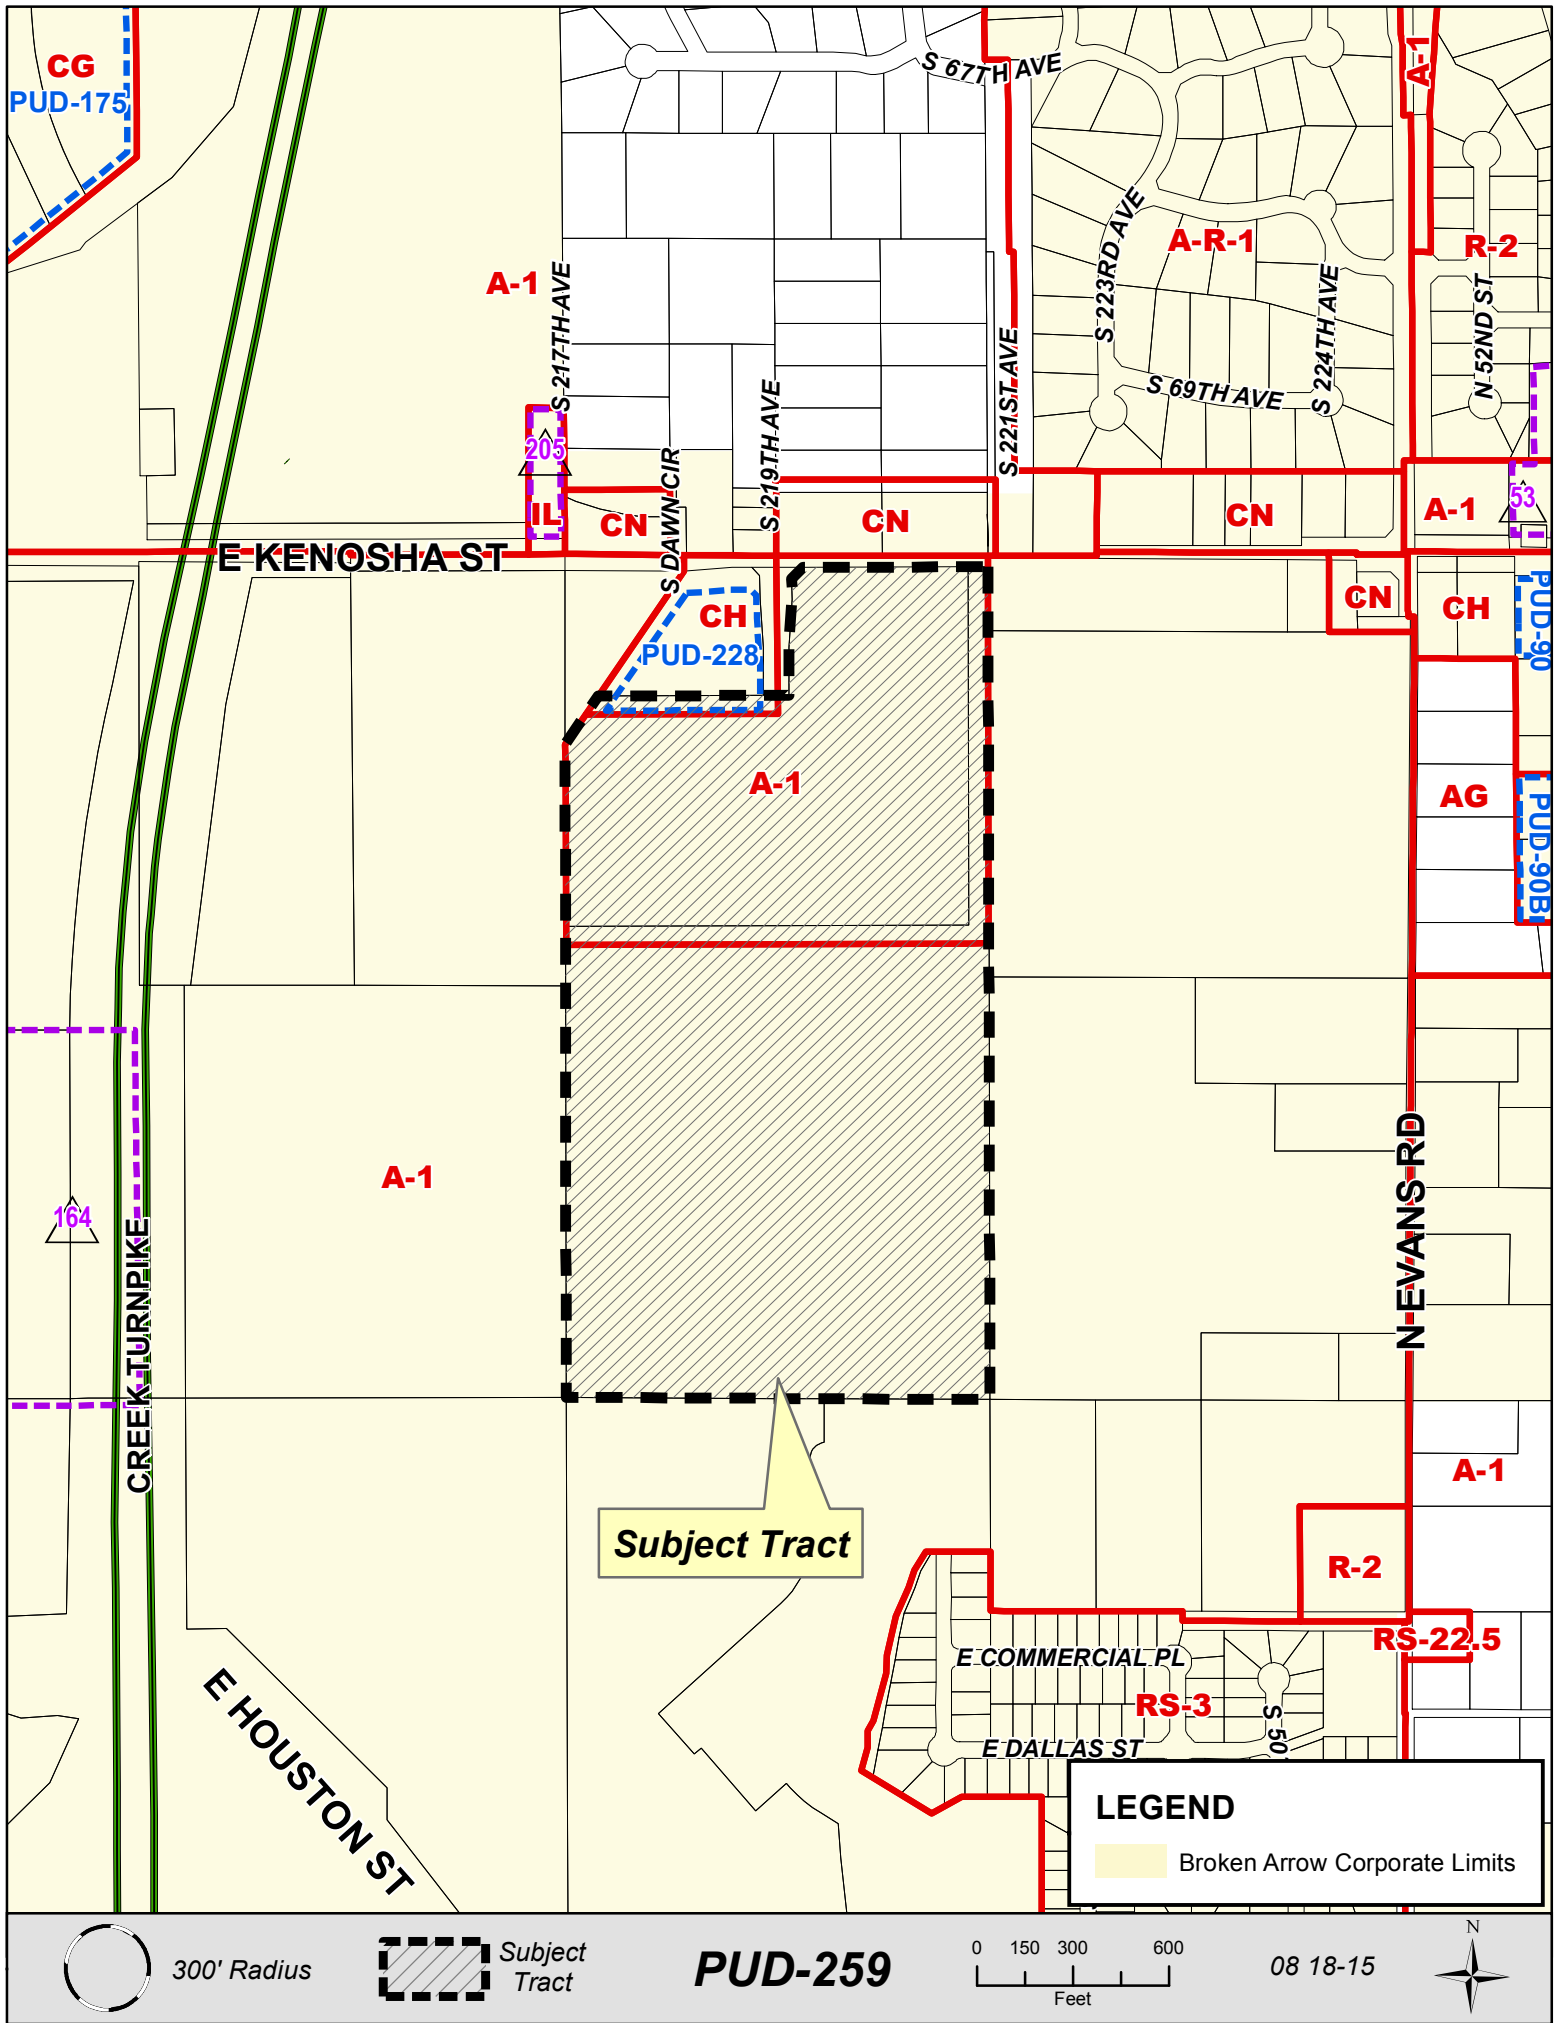 CG
PUD-175
A-1
S 217TH AVE
S 67TH AVE
S 223RD AVE
A-R-1
S 224TH AVE
S 69TH AVE
A-1
R-2
N 52ND ST
205
IL
CN
S DAWN CIR
S 219TH AVE
CN
S 221ST AVE
CN
A-1
53
E KENOSHA ST
CH
PUD-228
CN
CH
PUD-90
A-1
AG
PUD-90B
A-1
164
CREEK TURNPIKE
N EVANS RD
A-1
Subject Tract
R-2
RS-22.5
E COMMERCIAL PL
RS-3
S 50
E DALLAS ST
E HOUSTON ST
LEGEND
Broken Arrow Corporate Limits
300' Radius
Subject
Tract
PUD-259
0 150 300 600
Feet
08 18-15
N